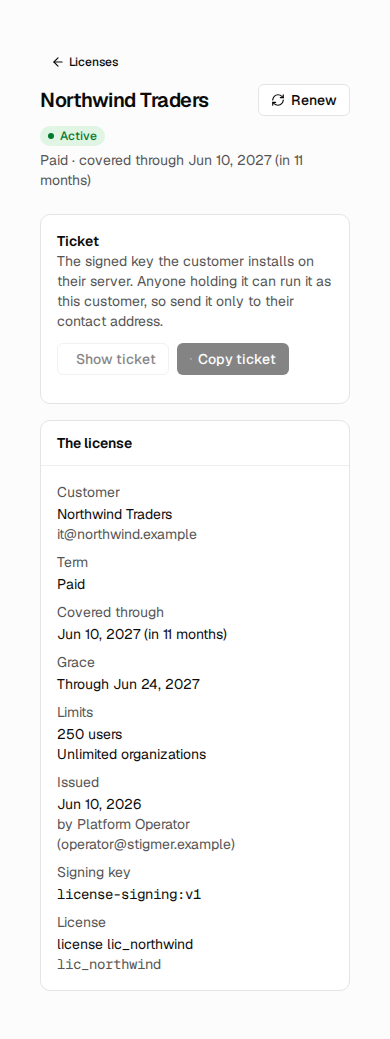 Licenses
Northwind Traders
Renew
Active
Paid · covered through Jun 10, 2027 (in 11
months)
Ticket
The signed key the customer installs on
their server. Anyone holding it can run it as
this customer, so send it only to their
contact address.
Show ticket
Copy ticket
The license
Customer
Northwind Traders
it@northwind.example
Term
Paid
Covered through
Jun 10, 2027 (in 11 months)
Grace
Through Jun 24, 2027
Limits
250 users
Unlimited organizations
Issued
Jun 10, 2026
by Platform Operator
(operator@stigmer.example)
Signing key
license-signing:v1
License
license lic_northwind
lic_northwind